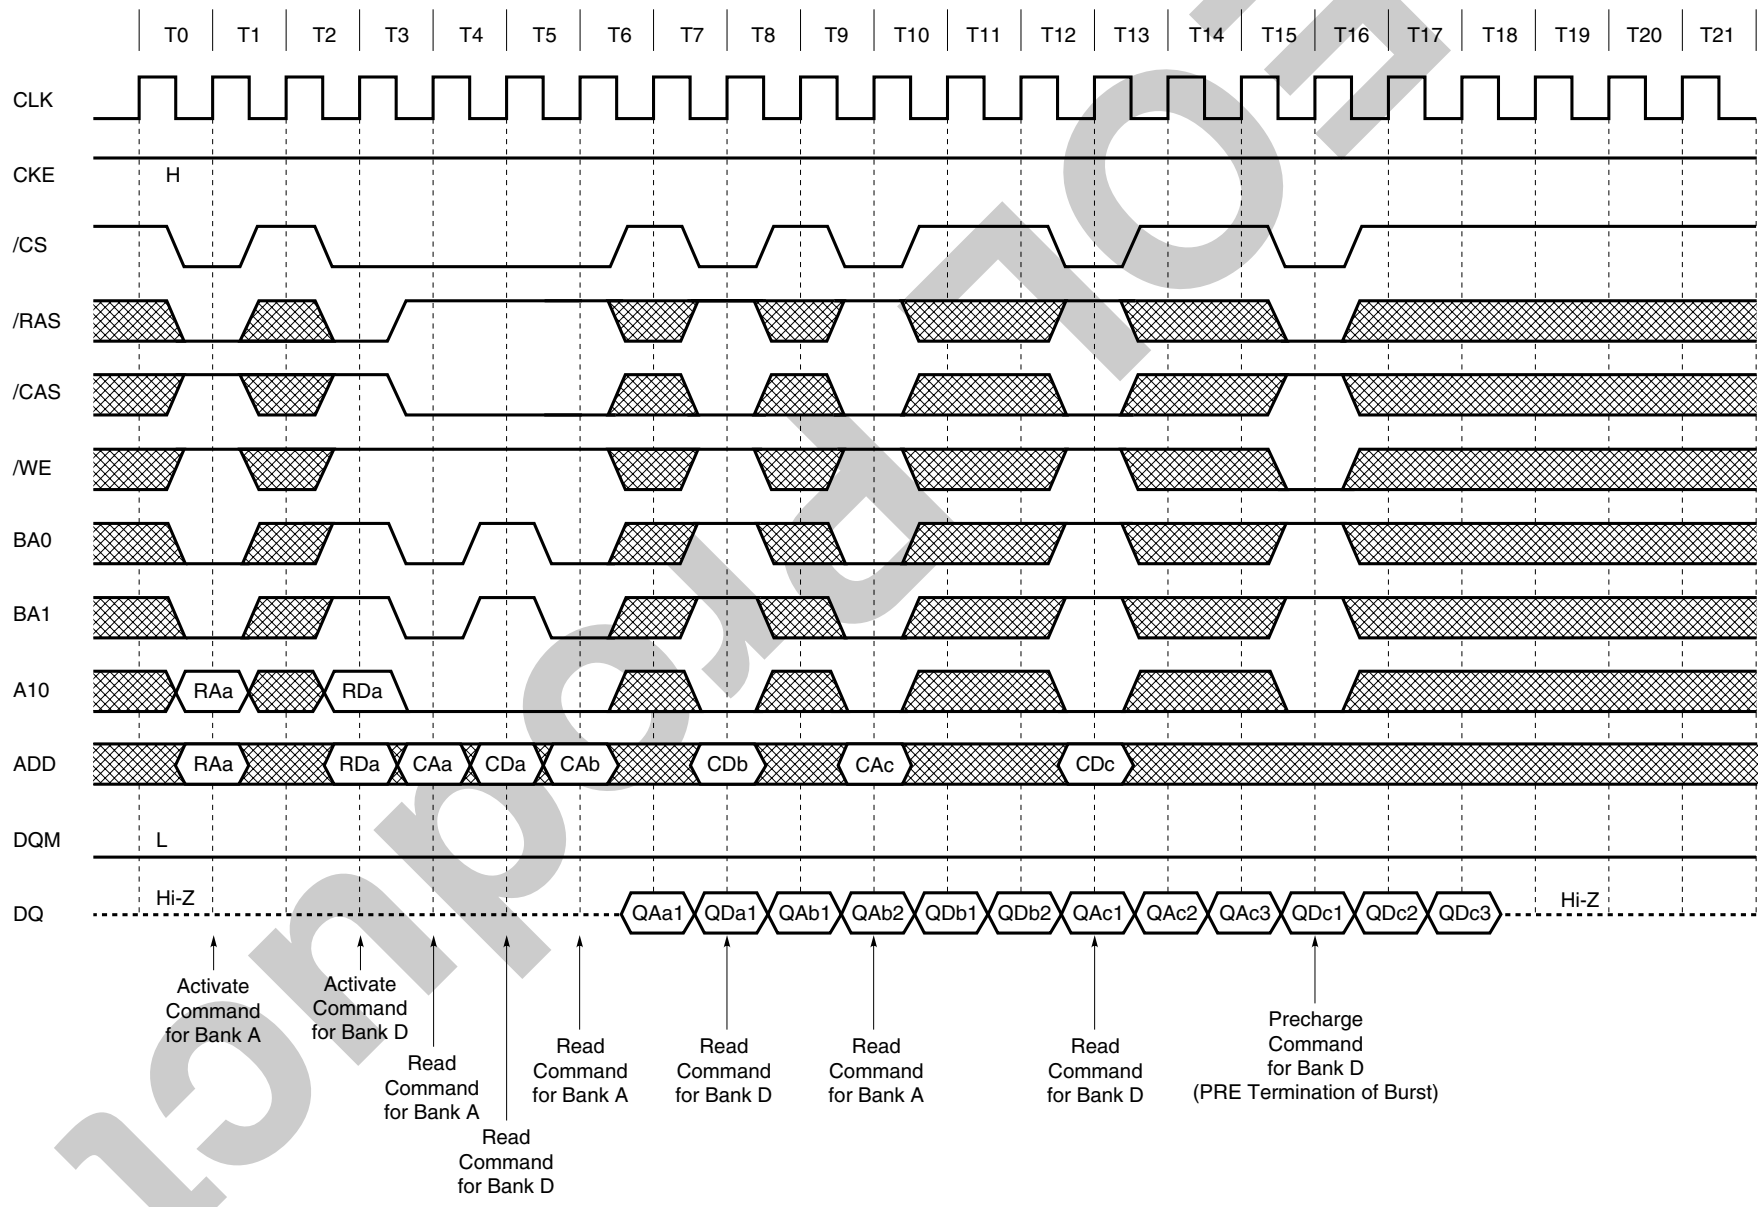 T0 T1 T2 T3 T4 T5 T6 T7 T8 T9 T10 T11 T12 T13 T14 T15 T16 T17 T18 T19 T20 T21
CLK
CKE H
/CS
/RAS
/CAS
/WE
BA0
BA1
A10 RAa RDa
ADD RAa RDa CAa CDa CAb CDb CAc CDc
DQM L
DQ Hi-Z QAa1 QDa1 QAb1 QAb2 QDb1 QDb2 QAc1 QAc2 QAc3 QDc1 QDc2 QDc3 Hi-Z
Activate
Command
for Bank A
Activate
Command
for Bank D
Read
Command
for Bank A
Read
Command
for Bank D
Read
Command
for Bank A
Read
Command
for Bank D
Read
Command
for Bank A
Read
Command
for Bank D
Precharge
Command
for Bank D
(PRE Termination of Burst)
EOL Product